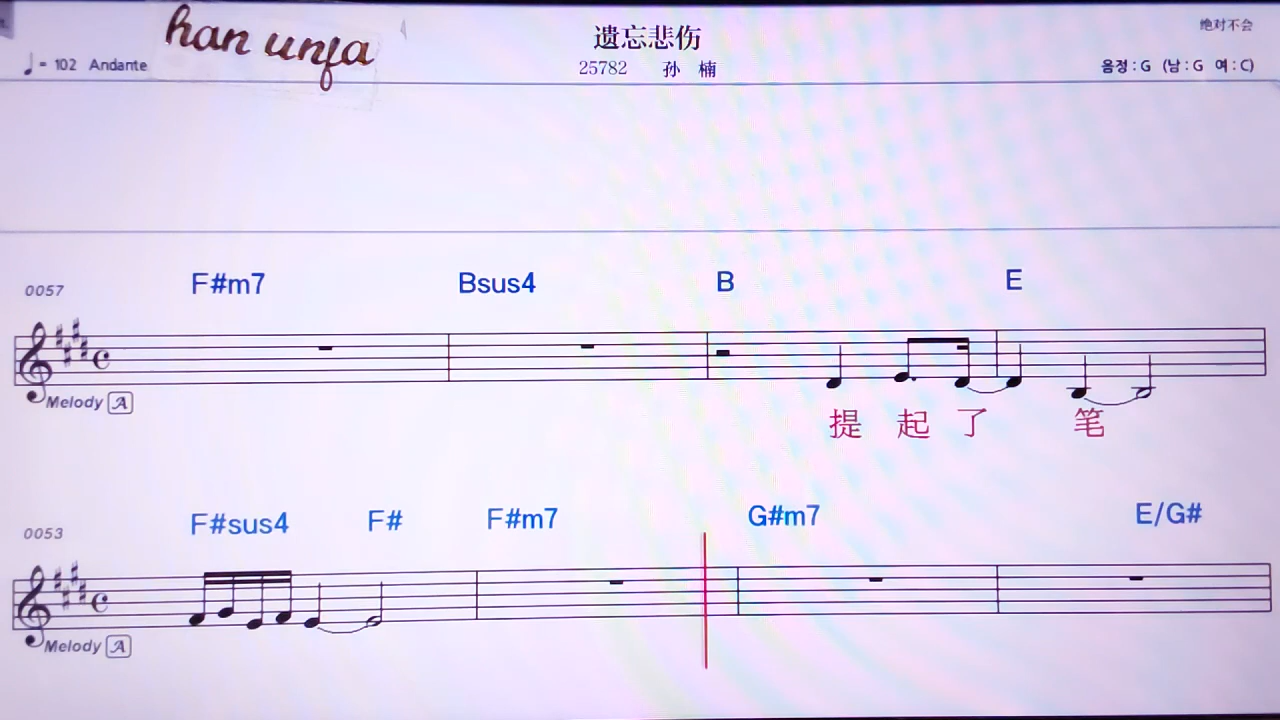 han unfa
遗忘悲伤
绝对不会
♩= 102 Andante
25782 孙 楠
음정 : G (남 : G 여 : C)
0057 F#m7 Bsus4 B E
Melody A
提 起 了 笔
0053 F#sus4 F# F#m7 G#m7 E/G#
Melody A